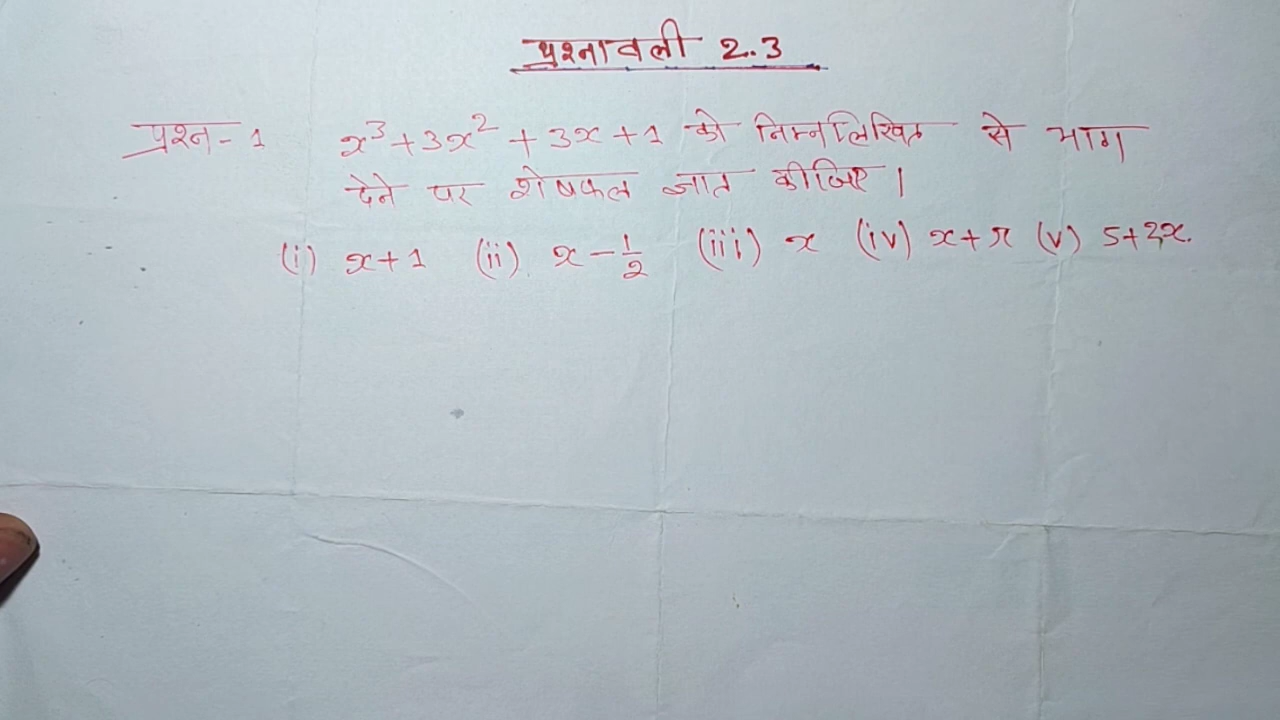 प्रश्नावली 2.3
प्रश्न-1 x³+3x²+3x+1 को निम्नलिखित से भाग
देने पर शेषफल ज्ञात कीजिए।
(i) x+1 (ii) x-1/2 (iii) x (iv) x+π (v) 5+2x.